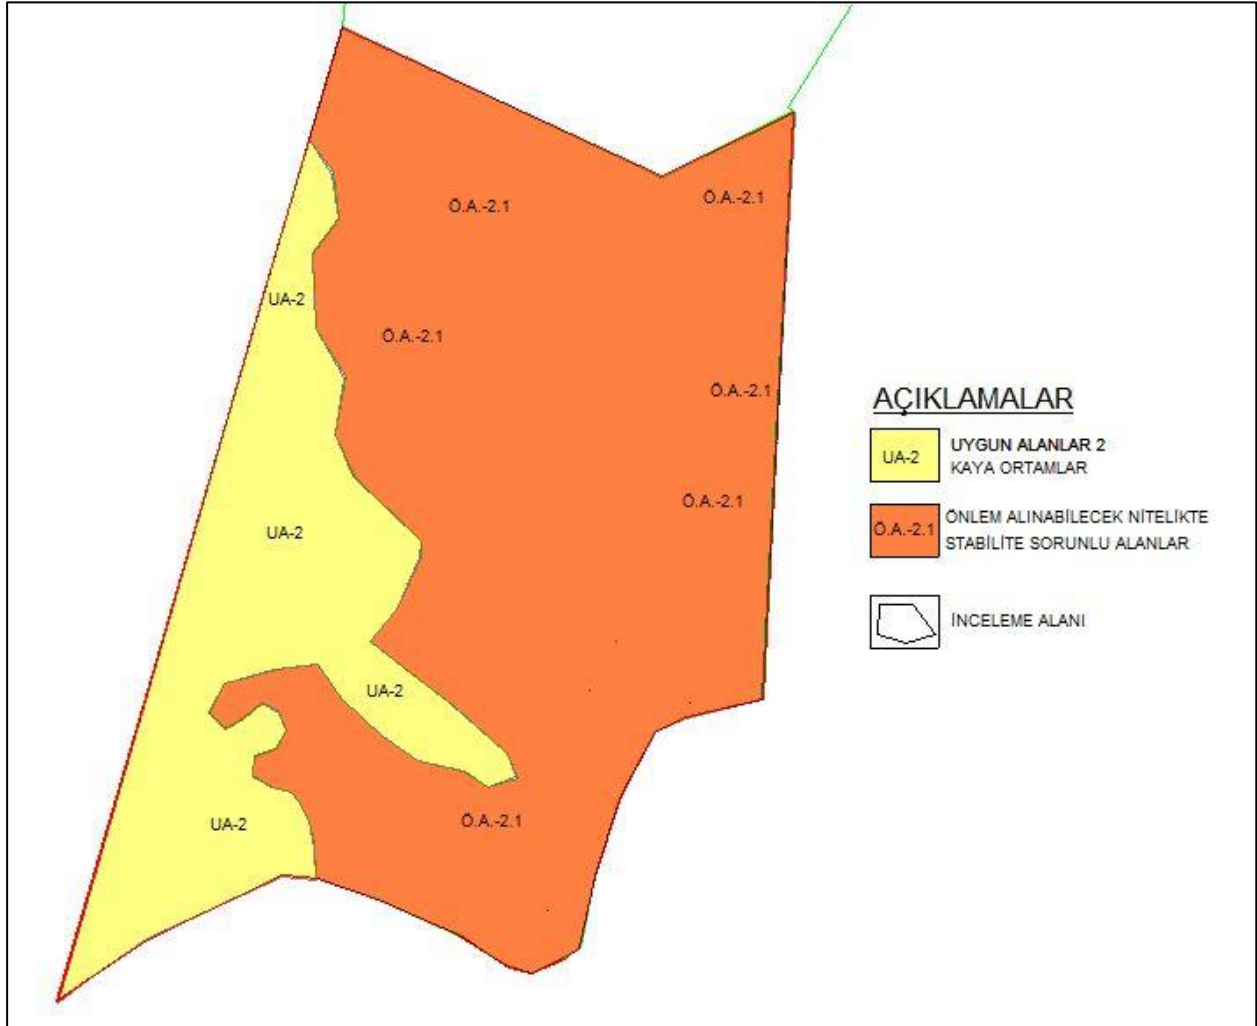 Ö.A.-2.1
Ö.A.-2.1
UA-2
Ö.A.-2.1
Ö.A.-2.1
Ö.A.-2.1
UA-2
UA-2
UA-2
Ö.A.-2.1
AÇIKLAMALAR
UA-2
UYGUN ALANLAR 2
KAYA ORTAMLAR
Ö.A.-2.1
ÖNLEM ALINABİLECEK NİTELİKTE
STABİLİTE SORUNLU ALANLAR
İNCELEME ALANI